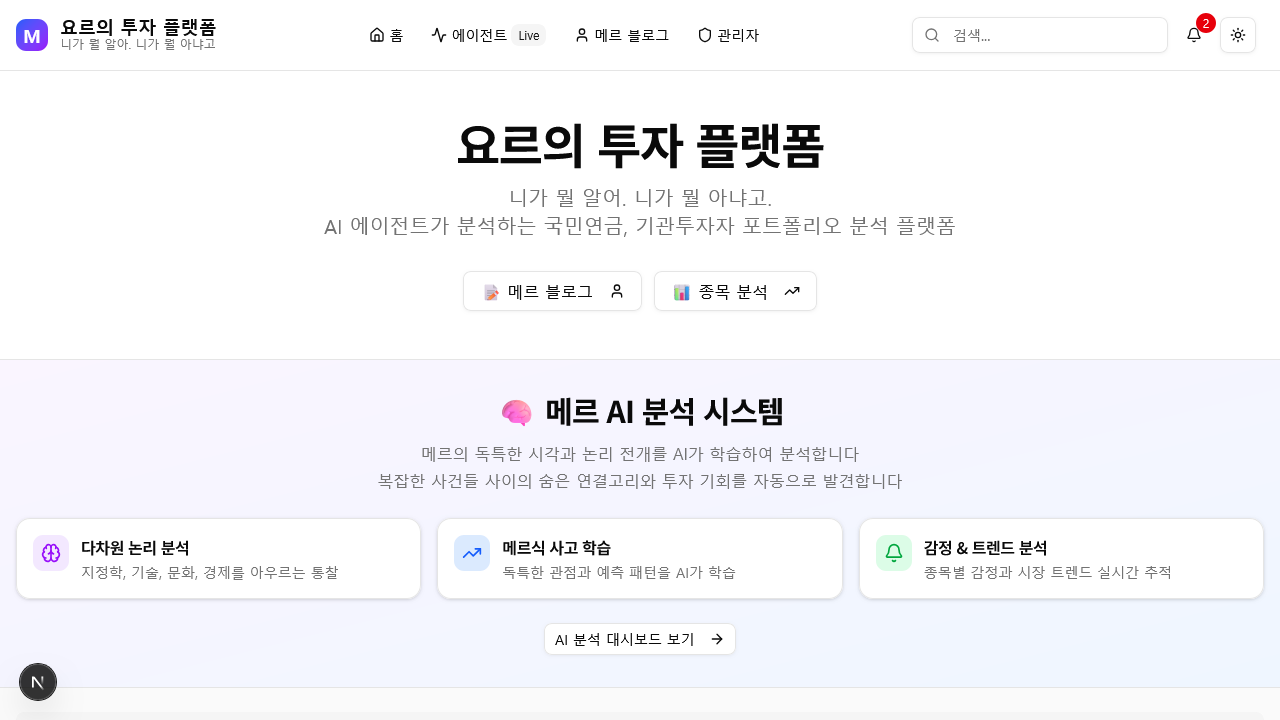 M
요르의 투자 플랫폼
니가 뭘 알아. 니가 뭘 아냐고
홈
에이전트 Live
메르 블로그
관리자
검색...
2
요르의 투자 플랫폼
니가 뭘 알어. 니가 뭘 아냐고.
AI 에이전트가 분석하는 국민연금, 기관투자자 포트폴리오 분석 플랫폼
메르 블로그
종목 분석
메르 AI 분석 시스템
메르의 독특한 시각과 논리 전개를 AI가 학습하여 분석합니다
복잡한 사건들 사이의 숨은 연결고리와 투자 기회를 자동으로 발견합니다
다차원 논리 분석
지정학, 기술, 문화, 경제를 아우르는 통찰
메르식 사고 학습
독특한 관점과 예측 패턴을 AI가 학습
감정 & 트렌드 분석
종목별 감정과 시장 트렌드 실시간 추적
AI 분석 대시보드 보기
N